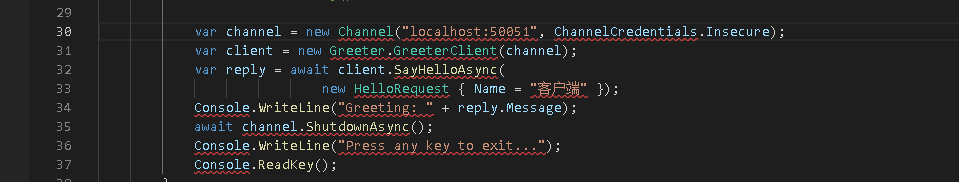 29
30 var channel = new Channel("localhost:50051", ChannelCredentials.Insecure);
31 var client = new Greeter.GreeterClient(channel);
32 var reply = await client.SayHelloAsync(
33 new HelloRequest { Name = "客户端" });
34 Console.WriteLine("Greeting: " + reply.Message);
35 await channel.ShutdownAsync();
36 Console.WriteLine("Press any key to exit...");
37 Console.ReadKey();